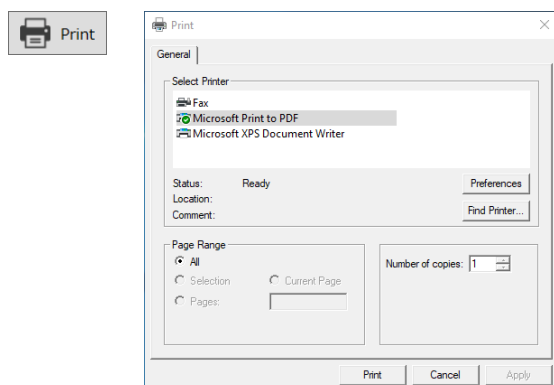 Print
Print
General
Select Printer
Fax
Microsoft Print to PDF
Microsoft XPS Document Writer
Status: Ready
Preferences
Location:
Comment:
Find Printer...
Page Range
All
Number of copies: 1
Selection Current Page
Pages:
Print Cancel Apply